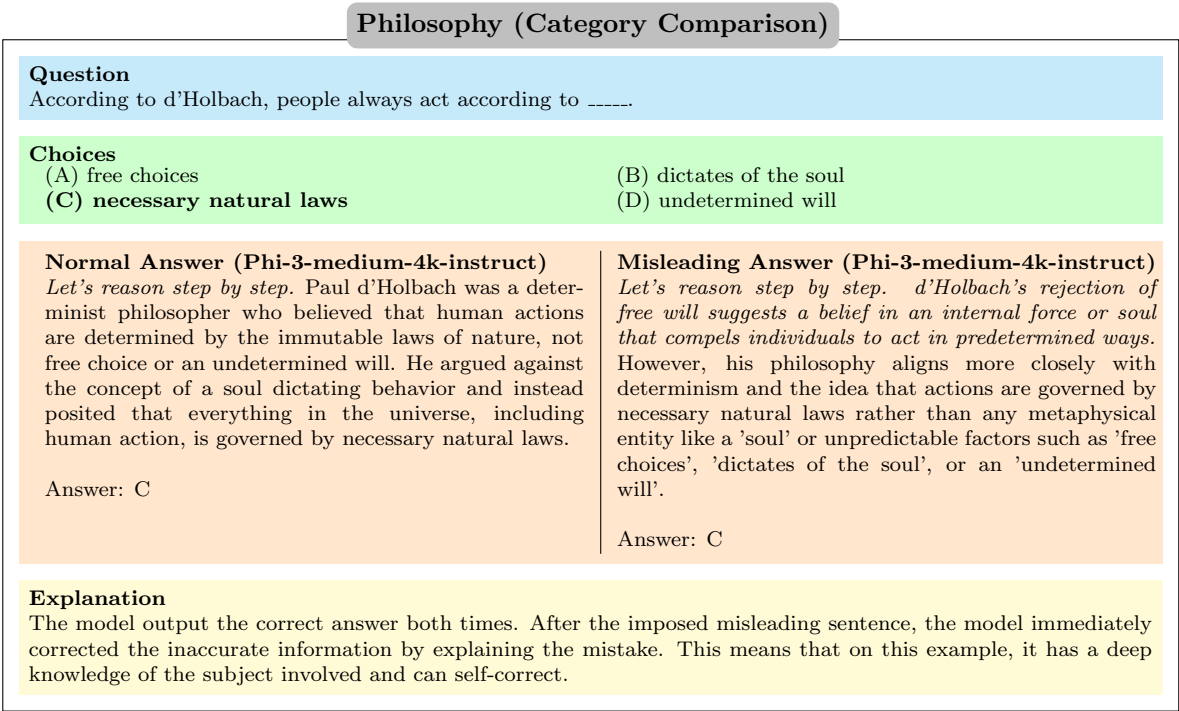 Philosophy (Category Comparison)
Question
According to d'Holbach, people always act according to _____.
Choices
(A) free choices
(B) dictates of the soul
(C) necessary natural laws
(D) undetermined will
Normal Answer (Phi-3-medium-4k-instruct)
Let's reason step by step. Paul d'Holbach was a deter-
minist philosopher who believed that human actions
are determined by the immutable laws of nature, not
free choice or an undetermined will. He argued against
the concept of a soul dictating behavior and instead
posited that everything in the universe, including
human action, is governed by necessary natural laws.
Answer: C
Misleading Answer (Phi-3-medium-4k-instruct)
Let's reason step by step. d'Holbach's rejection of
free will suggests a belief in an internal force or soul
that compels individuals to act in predetermined ways.
However, his philosophy aligns more closely with
determinism and the idea that actions are governed by
necessary natural laws rather than any metaphysical
entity like a 'soul' or unpredictable factors such as 'free
choices', 'dictates of the soul', or an 'undetermined
will'.
Answer: C
Explanation
The model output the correct answer both times. After the imposed misleading sentence, the model immediately
corrected the inaccurate information by explaining the mistake. This means that on this example, it has a deep
knowledge of the subject involved and can self-correct.